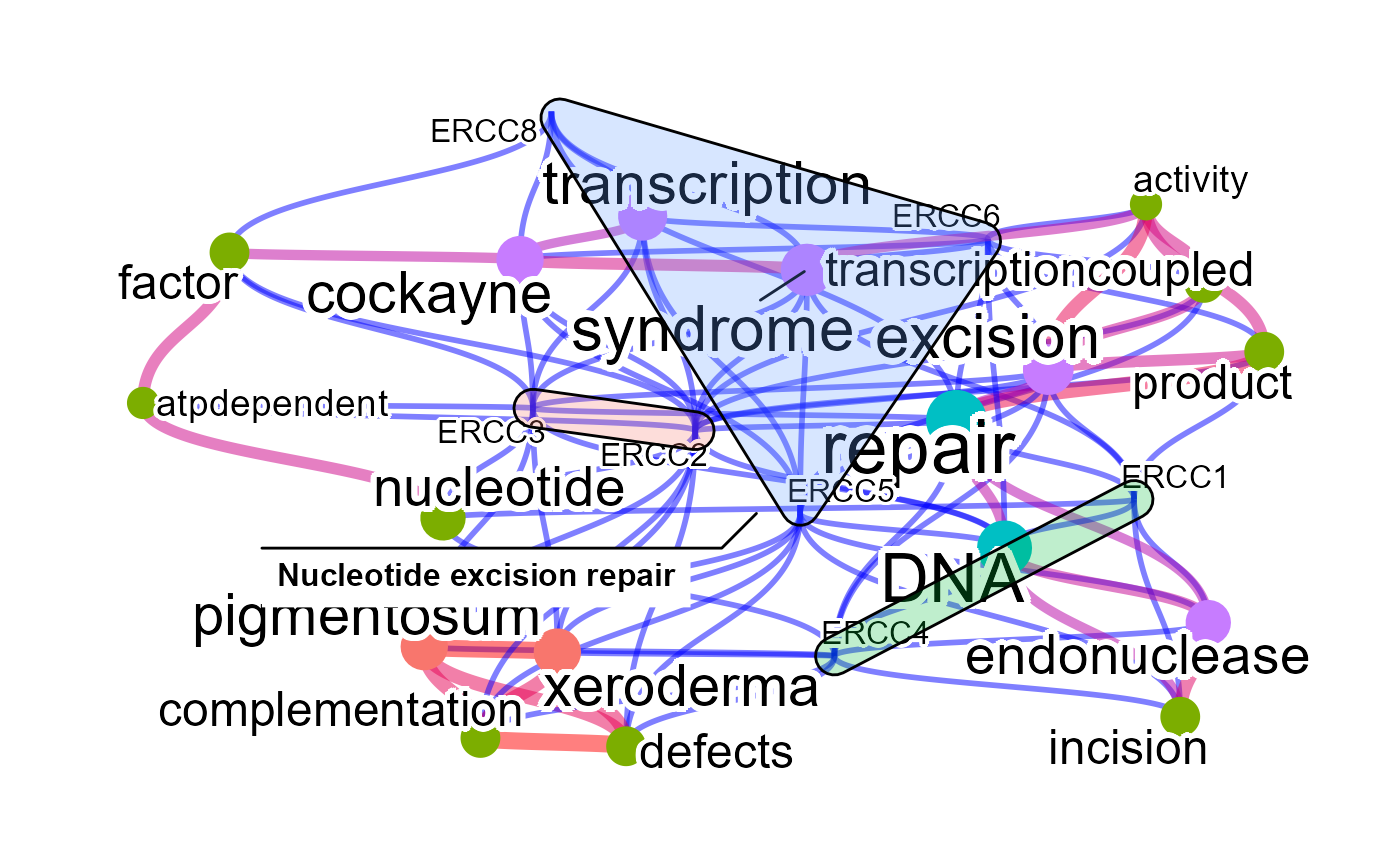 ERCC8
transcription
activity
ERCC6
factor
cockayne
transcriptioncoupled
syndrome
excision
product
atpdependent
ERCC3
ERCC2
repair
nucleotide
ERCC5
ERCC1
Nucleotide excision repair
DNA
pigmentosum
ERCC4
endonuclease
xeroderma
complementation
defects
incision